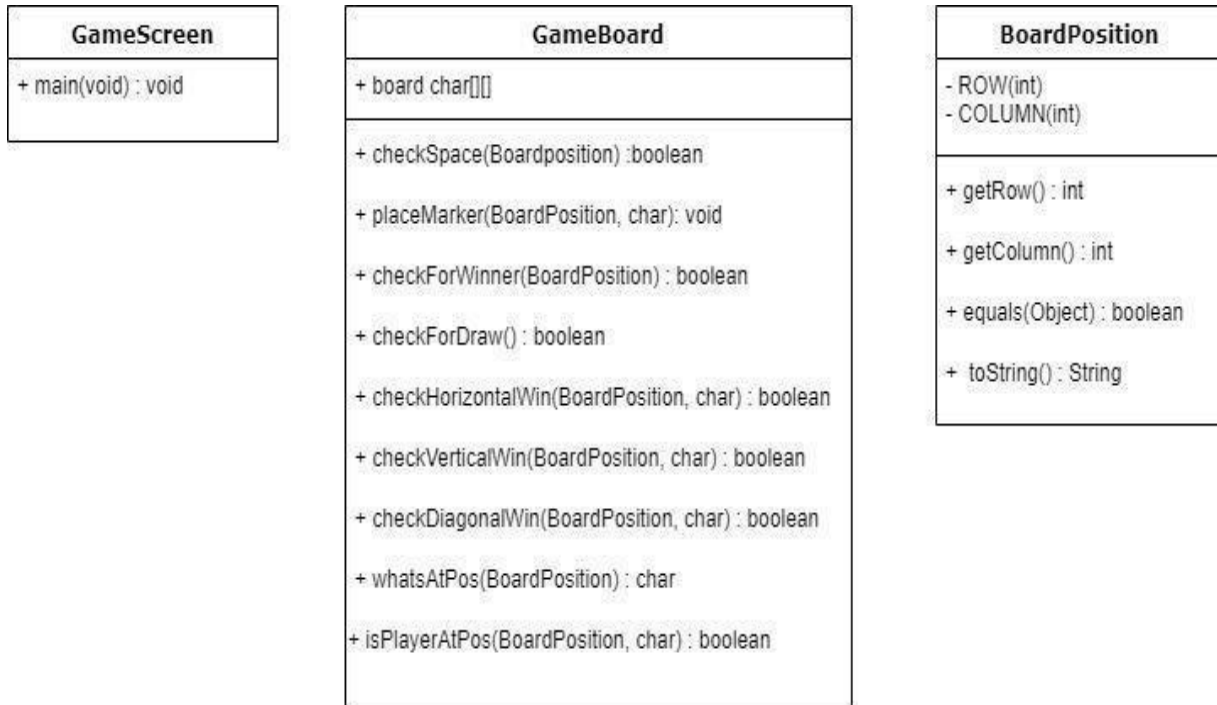 GameScreen
+ main(void) : void
GameBoard
+ board char[][]
+ checkSpace(Boardposition) :boolean
+ placeMarker(BoardPosition, char): void
+ checkForWinner(BoardPosition) : boolean
+ checkForDraw() : boolean
+ checkHorizontalWin(BoardPosition, char) : boolean
+ checkVerticalWin(BoardPosition, char) : boolean
+ checkDiagonalWin(BoardPosition, char) : boolean
+ whatsAtPos(BoardPosition) : char
+ isPlayerAtPos(BoardPosition, char) : boolean
BoardPosition
- ROW(int)
- COLUMN(int)
+ getRow() : int
+ getColumn() : int
+ equals(Object) : boolean
+ toString() : String